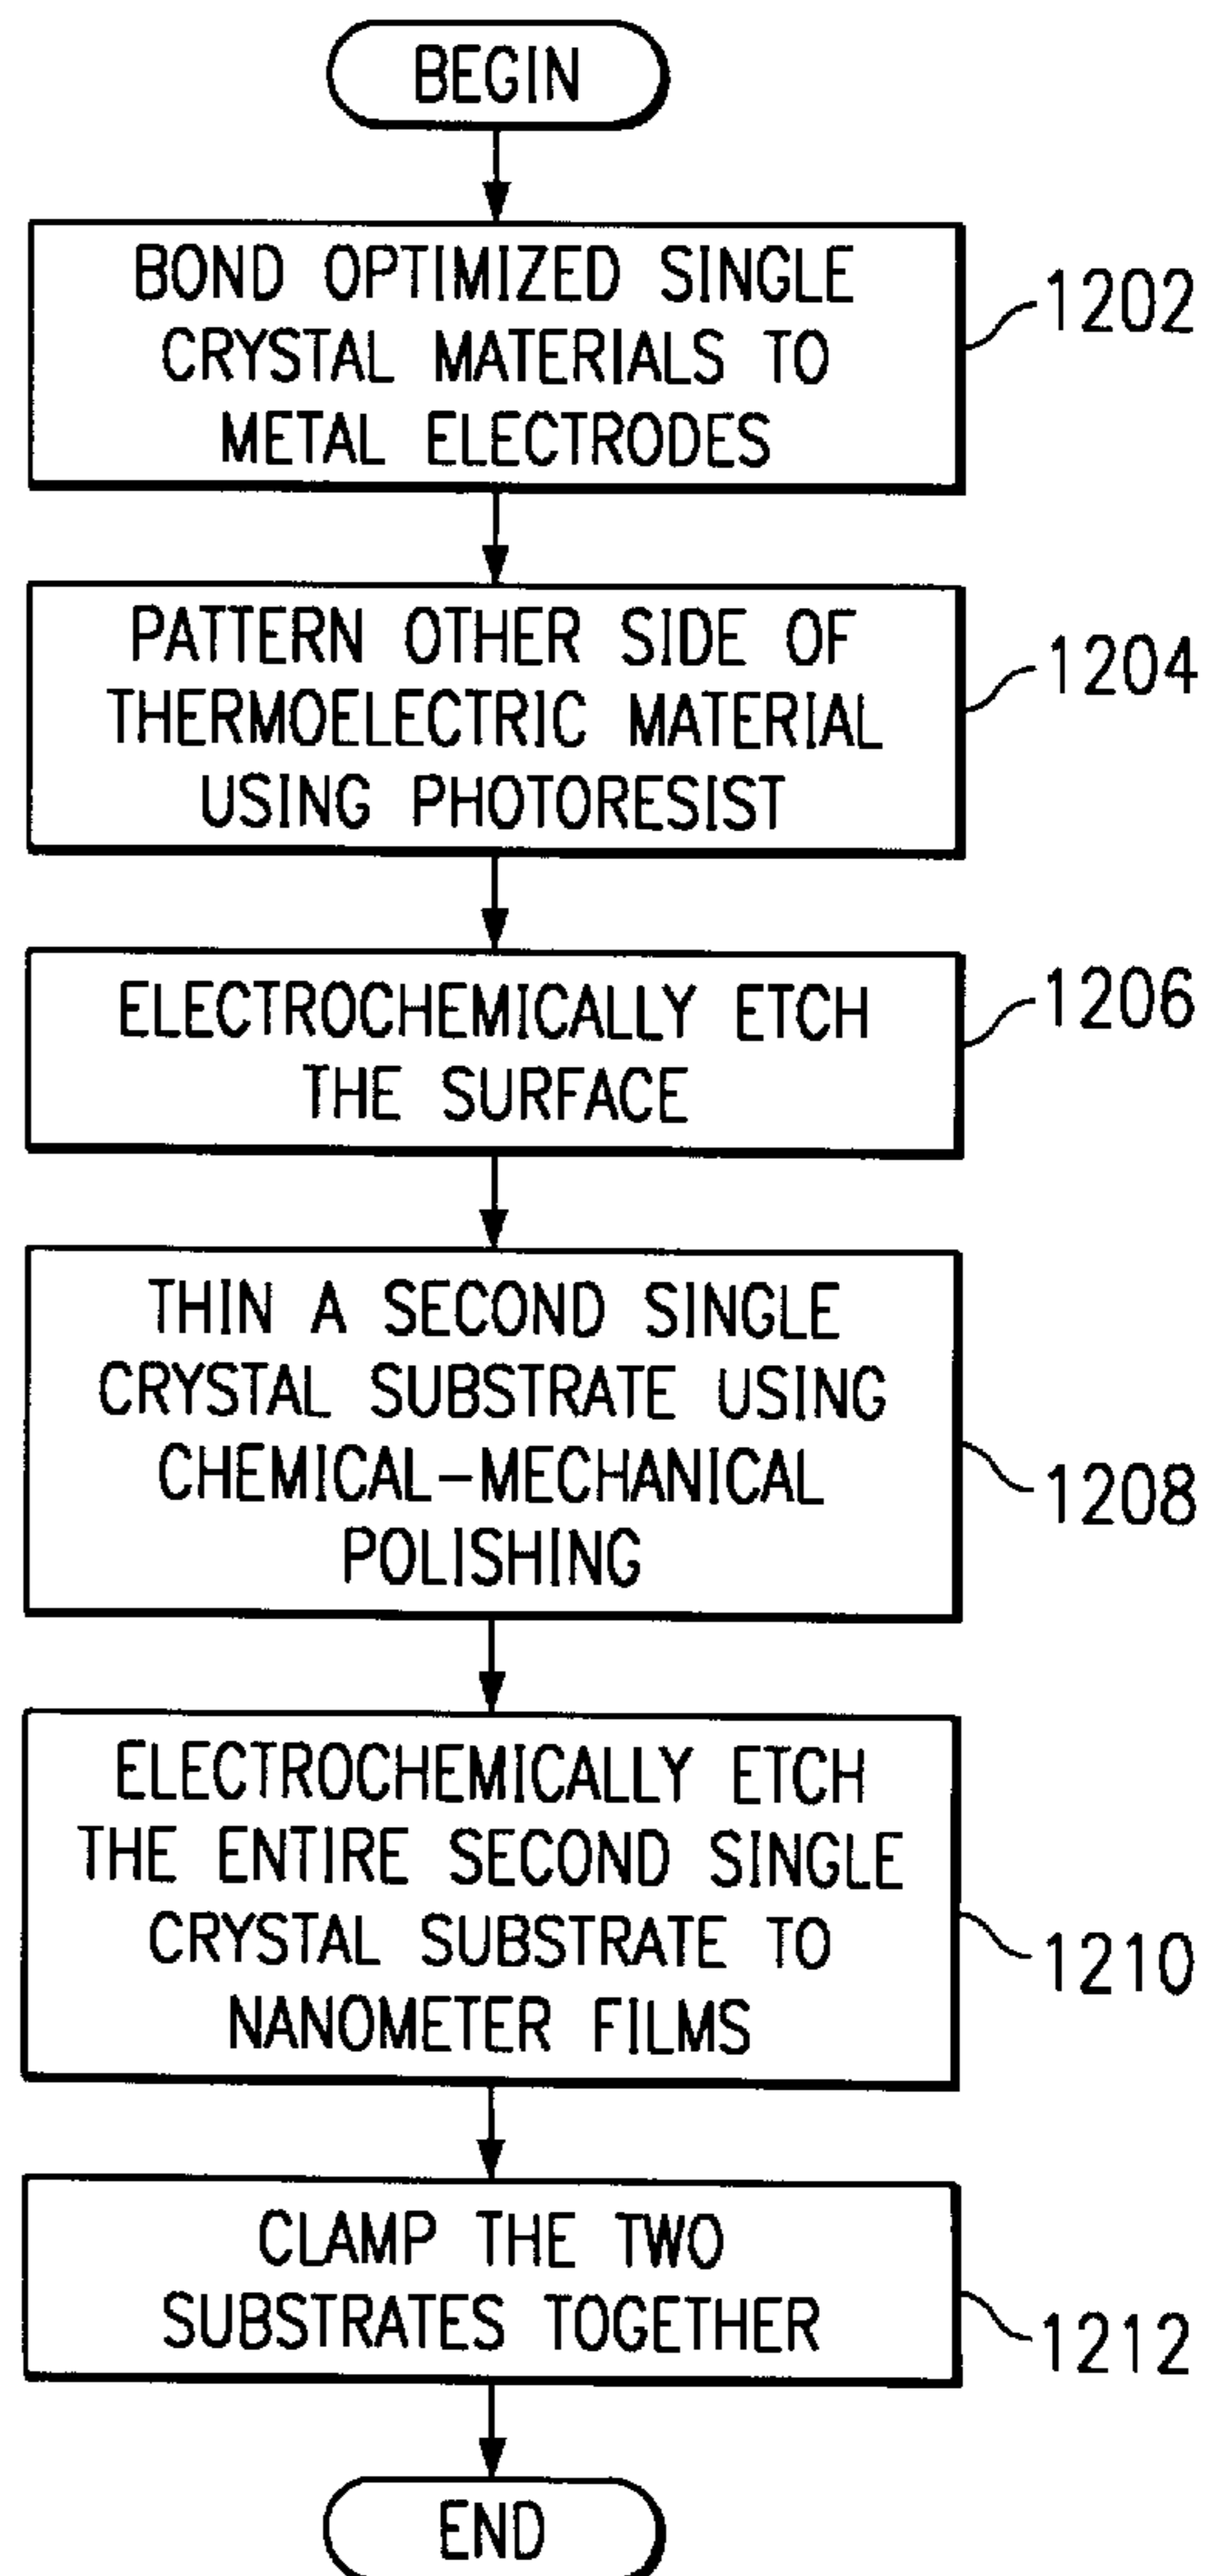 BEGIN
BOND OPTIMIZED SINGLE
CRYSTAL MATERIALS TO
METAL ELECTRODES
1202
PATTERN OTHER SIDE OF
THERMOELECTRIC MATERIAL
USING PHOTORESIST
1204
ELECTROCHEMICALLY ETCH
THE SURFACE
1206
THIN A SECOND SINGLE
CRYSTAL SUBSTRATE USING
CHEMICAL-MECHANICAL
POLISHING
1208
ELECTROCHEMICALLY ETCH
THE ENTIRE SECOND SINGLE
CRYSTAL SUBSTRATE TO
NANOMETER FILMS
1210
CLAMP THE TWO
SUBSTRATES TOGETHER
1212
END